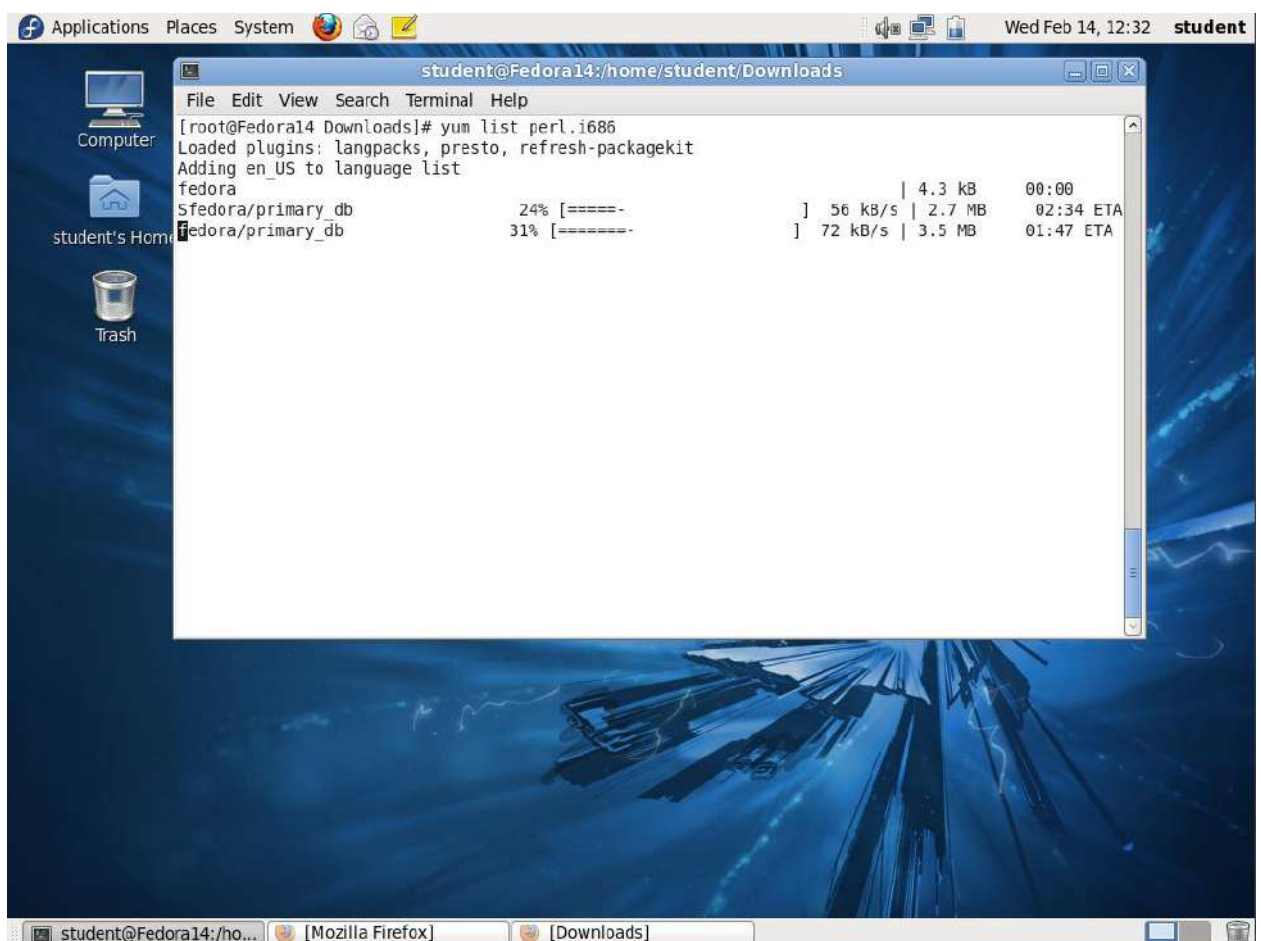 Applications Places System Wed Feb 14, 12:32 student
student@Fedora14:/home/student/Downloads
File Edit View Search Terminal Help
[root@Fedora14 Downloads]# yum list perl.i686
Loaded plugins: langpacks, presto, refresh-packagekit
Adding en_US to language list
fedora | 4.3 kB 00:00
Sfedora/primary_db 24% [=====- ] 56 kB/s | 2.7 MB 02:34 ETA
fedora/primary_db 31% [=======- ] 72 kB/s | 3.5 MB 01:47 ETA
Computer
student's Home
Trash
student@Fedora14:/ho... [Mozilla Firefox] [Downloads]